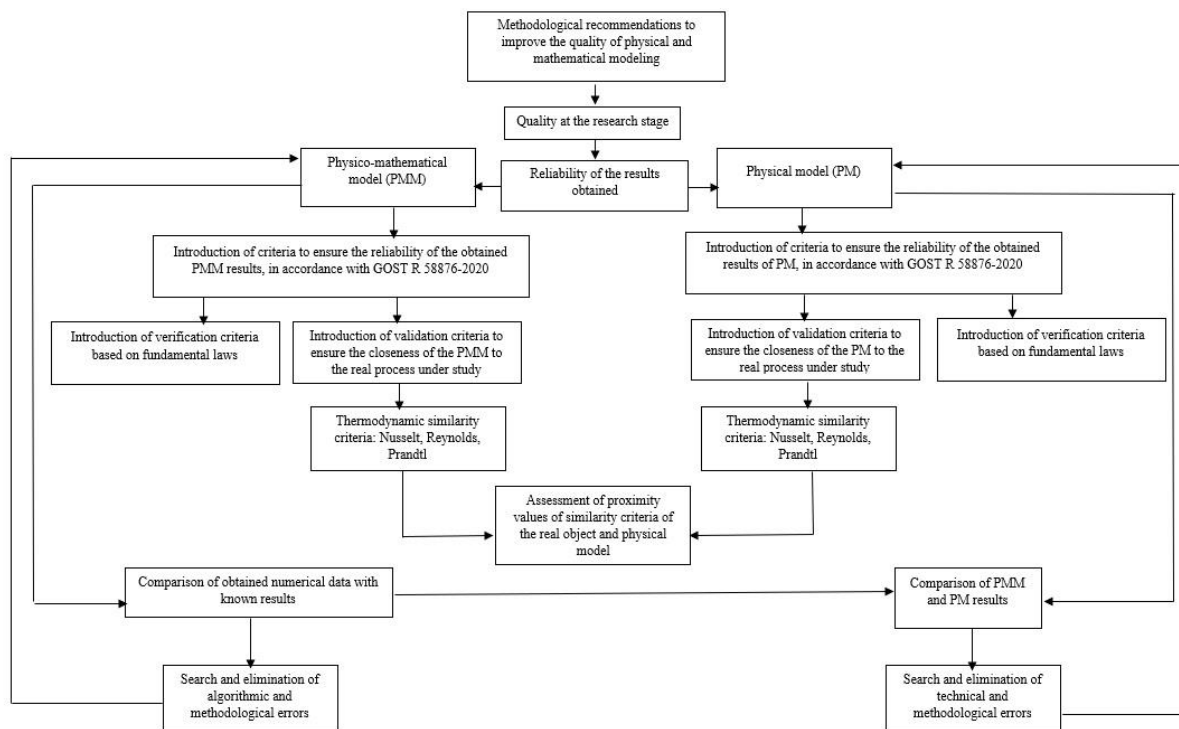 Methodological recommendations to
improve the quality of physical and
mathematical modeling
Quality at the research stage
Physico-mathematical
model (PMM)
Reliability of the results
obtained
Physical model (PM)
Introduction of criteria to ensure the reliability of the obtained
PMM results, in accordance with GOST R 58876-2020
Introduction of criteria to ensure the reliability of the obtained
results of PM, in accordance with GOST R 58876-2020
Introduction of verification criteria
based on fundamental laws
Introduction of validation criteria to
ensure the closeness of the PMM to
the real process under study
Introduction of validation criteria to
ensure the closeness of the PM to the
real process under study
Introduction of verification criteria
based on fundamental laws
Thermodynamic similarity
criteria: Nusselt, Reynolds,
Prandtl
Thermodynamic similarity
criteria: Nusselt, Reynolds,
Prandtl
Assessment of proximity
values of similarity criteria of
the real object and physical
model
Comparison of obtained numerical data with
known results
Comparison of PMM
and PM results
Search and elimination of
algorithmic and
methodological errors
Search and elimination of
technical and
methodological errors